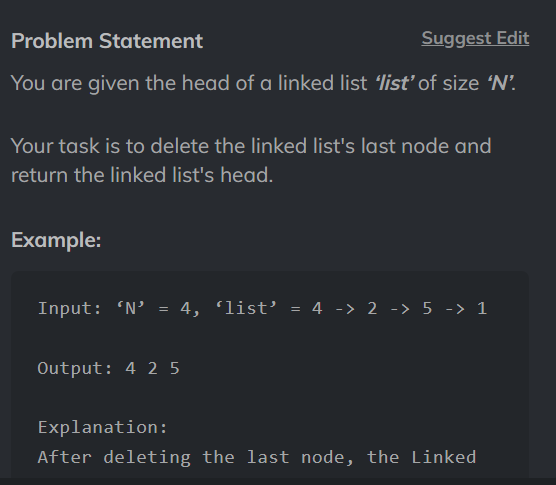 Problem Statement
Suggest Edit
You are given the head of a linked list ‘list’ of size ‘N’.
Your task is to delete the linked list's last node and
return the linked list's head.
Example:
Input: ‘N’ = 4, ‘list’ = 4 -> 2 -> 5 -> 1
Output: 4 2 5
Explanation:
After deleting the last node, the Linked